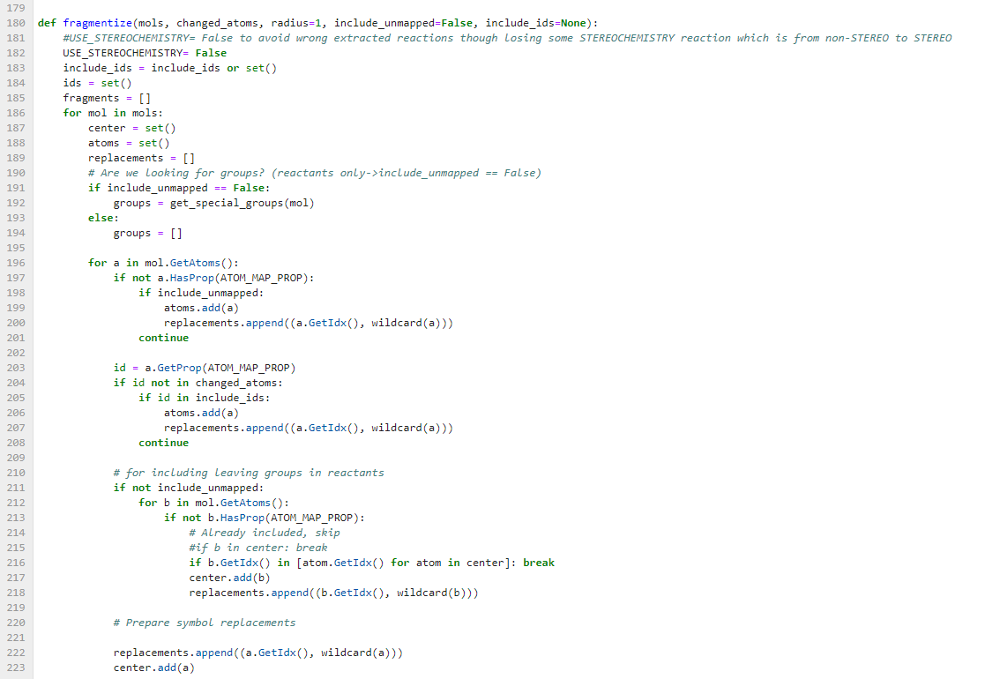 179
180 def fragmentize(mols, changed_atoms, radius=1, include_unmapped=False, include_ids=None):
181     #USE_STEREOCHEMISTRY= False to avoid wrong extracted reactions though losing some STEREOCHEMISTRY reaction which is from non-STEREO to STEREO
182     USE_STEREOCHEMISTRY= False
183     include_ids = include_ids or set()
184     ids = set()
185     fragments = []
186     for mol in mols:
187         center = set()
188         atoms = set()
189         replacements = []
190         # Are we looking for groups? (reactants only->include_unmapped == False)
191         if include_unmapped == False:
192             groups = get_special_groups(mol)
193         else:
194             groups = []
195
196         for a in mol.GetAtoms():
197             if not a.HasProp(ATOM_MAP_PROP):
198                 if include_unmapped:
199                     atoms.add(a)
200                     replacements.append((a.GetIdx(), wildcard(a)))
201                 continue
202
203             id = a.GetProp(ATOM_MAP_PROP)
204             if id not in changed_atoms:
205                 if id in include_ids:
206                     atoms.add(a)
207                     replacements.append((a.GetIdx(), wildcard(a)))
208                 continue
209
210             # for including leaving groups in reactants
211             if not include_unmapped:
212                 for b in mol.GetAtoms():
213                     if not b.HasProp(ATOM_MAP_PROP):
214                         # Already included, skip
215                         #if b in center: break
216                         if b.GetIdx() in [atom.GetIdx() for atom in center]: break
217                         center.add(b)
218                         replacements.append((b.GetIdx(), wildcard(b)))
219
220             # Prepare symbol replacements
221
222             replacements.append((a.GetIdx(), wildcard(a)))
223             center.add(a)